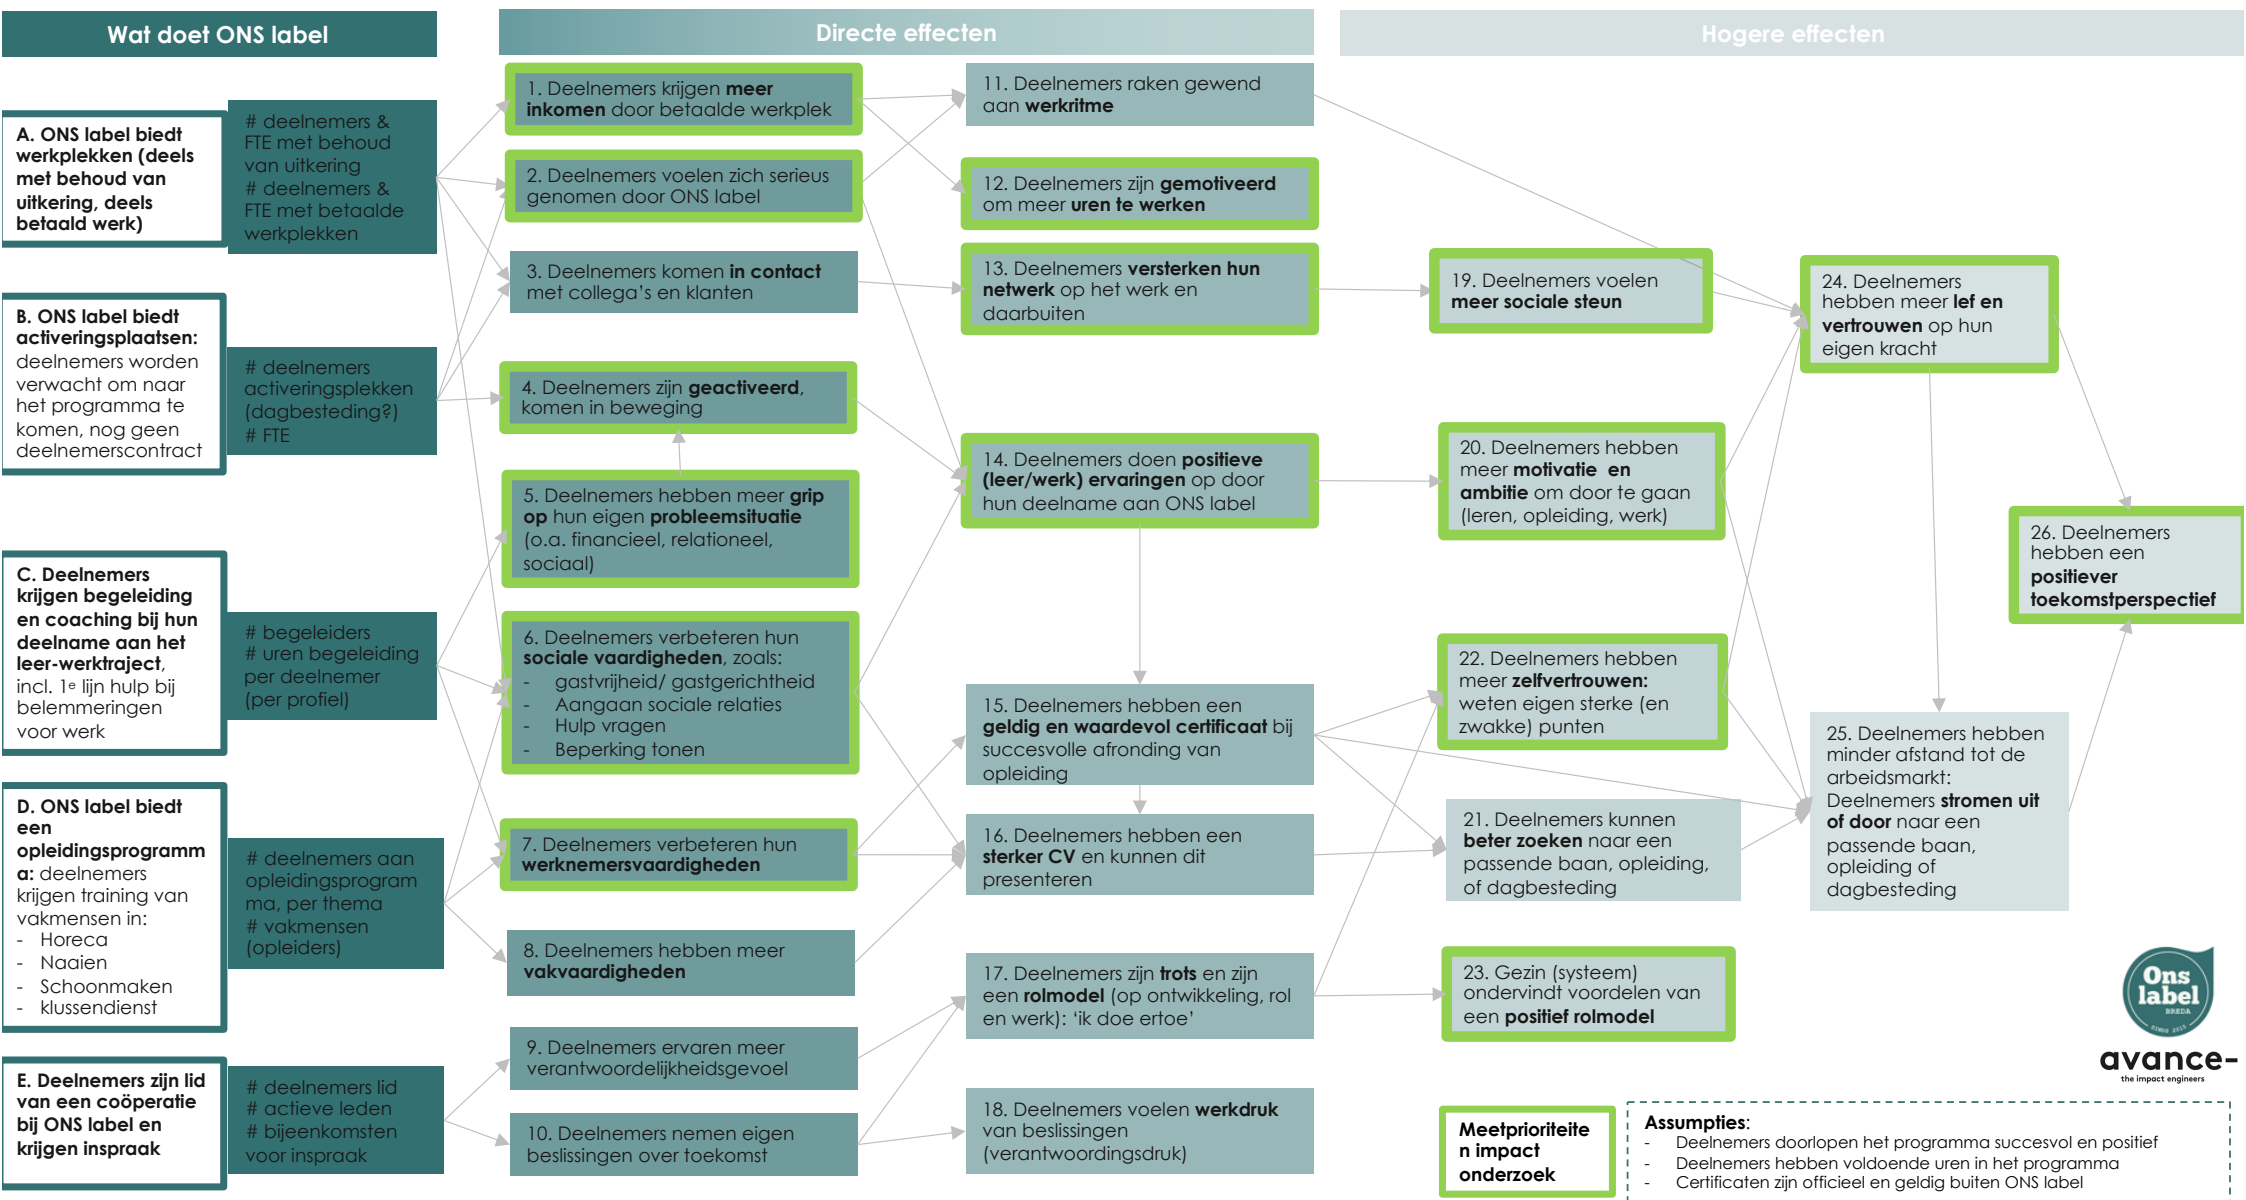 Wat doet ONS label
Directe effecten
Hogere effecten
A. ONS label biedt
werkplekken (deels
met behoud van
uitkering, deels
betaald werk)
# deelnemers &
FTE met behoud
van uitkering
# deelnemers &
FTE met betaalde
werkplekken
B. ONS label biedt
activeringsplaatsen:
deelnemers worden
verwacht om naar
het programma te
komen, nog geen
deelnemerscontract
# deelnemers
activeringsplekken
(dagbesteding?)
# FTE
C. Deelnemers
krijgen begeleiding
en coaching bij hun
deelname aan het
leer-werktraject,
incl. 1e lijn hulp bij
belemmeringen
voor werk
# begeleiders
# uren begeleiding
per deelnemer
(per profiel)
D. ONS label biedt
een
opleidingsprogramm
a: deelnemers
krijgen training van
vakmensen in:
- Horeca
- Naaien
- Schoonmaken
- klussendienst
# deelnemers aan
opleidingsprogram
ma, per thema
# vakmensen
(opleiders)
E. Deelnemers zijn lid
van een coöperatie
bij ONS label en
krijgen inspraak
# deelnemers lid
# actieve leden
# bijeenkomsten
voor inspraak
1. Deelnemers krijgen meer
inkomen door betaalde werkplek
2. Deelnemers voelen zich serieus
genomen door ONS label
3. Deelnemers komen in contact
met collega's en klanten
4. Deelnemers zijn geactiveerd,
komen in beweging
5. Deelnemers hebben meer grip
op hun eigen probleemsituatie
(o.a. financieel, relationeel,
sociaal)
6. Deelnemers verbeteren hun
sociale vaardigheden, zoals:
- gastvrijheid/ gastgerichtheid
- Aangaan sociale relaties
- Hulp vragen
- Beperking tonen
7. Deelnemers verbeteren hun
werknemersvaardigheden
8. Deelnemers hebben meer
vakvaardigheden
9. Deelnemers ervaren meer
verantwoordelijkheidsgevoel
10. Deelnemers nemen eigen
beslissingen over toekomst
11. Deelnemers raken gewend
aan werkritme
12. Deelnemers zijn gemotiveerd
om meer uren te werken
13. Deelnemers versterken hun
netwerk op het werk en
daarbuiten
14. Deelnemers doen positieve
(leer/werk) ervaringen op door
hun deelname aan ONS label
15. Deelnemers hebben een
geldig en waardevol certificaat bij
succesvolle afronding van
opleiding
16. Deelnemers hebben een
sterker CV en kunnen dit
presenteren
17. Deelnemers zijn trots en zijn
een rolmodel (op ontwikkeling, rol
en werk): 'ik doe ertoe'
18. Deelnemers voelen werkdruk
van beslissingen
(verantwoordingsdruk)
19. Deelnemers voelen
meer sociale steun
20. Deelnemers hebben
meer motivatie en
ambitie om door te gaan
(leren, opleiding, werk)
22. Deelnemers hebben
meer zelfvertrouwen:
weten eigen sterke (en
zwakke) punten
21. Deelnemers kunnen
beter zoeken naar een
passende baan, opleiding,
of dagbesteding
23. Gezin (systeem)
ondervindt voordelen van
een positief rolmodel
24. Deelnemers
hebben meer lef en
vertrouwen op hun
eigen kracht
25. Deelnemers hebben
minder afstand tot de
arbeidsmarkt:
Deelnemers stromen uit
of door naar een
passende baan,
opleiding of
dagbesteding
26. Deelnemers
hebben een
positiever
toekomstperspectief
Ons
label
BREDA
SINDS 2015
avance-
the impact engineers
Meetprioriteite
n impact
onderzoek
Assumpties:
- Deelnemers doorlopen het programma succesvol en positief
- Deelnemers hebben voldoende uren in het programma
- Certificaten zijn officieel en geldig buiten ONS label